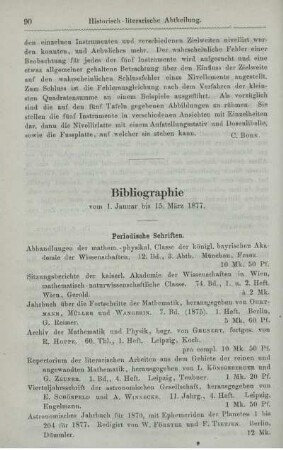 90 Historisch-literarische Abtheilung.
den einzelnen Instrumenten und verschiedenen Zielweiten nivellirt wer-
den konnten, und Aehnliches mehr. Der wahrscheinliche Fehler einer
Beobachtung für jedes der fünf Instrumente wird aufgesucht und eine
etwas allgemeiner gehaltene Betrachtung über den Einfluss der Zielweite
auf den wahrscheinlichen Schlussfehler eines Nivellements angestellt.
Zum Schluss ist die Fehlerausgleichung nach dem Verfahren der kleinsten
Quadratsumme an einem Beispiele ausgeführt. Als vorzüglich
sind die auf den fünf Tafeln gegebenen Abbildungen zu rühmen. Sie
stellen die fünf Instrumente in verschiedenen Ansichten mit Einzelheiten
dar, dann die Nivellirlatte mit einem Aufstellungsstativ und Dosenlibelle,
sowie die Fussplatte, auf welcher sie stehen kann.
C. Bohn.
Bibliographie
vom 1. Januar bis 15. März 1877.
Periodische Schriften.
Abhandlungen der mathem.-physikal. Classe der königl. bayrischen Aka-
demie der Wissenschaften. 12. Bd., 3. Abth. München, Franz.
10 Mk. 50 Pf.
Sitzungsberichte der kaiserl. Akademie der Wissenschaften in Wien,
mathematisch-naturwissenschaftliche Classe. 74. Bd., 1. u. 2. Heft.
Wien, Gerold. à 2 Mk.
Jahrbuch über die Fortschritte der Mathematik, herausgegeben von Ohrt-
mann, Müller und Wangerin. 7. Bd. (1875). 1. Heft. Berlin,
G. Reimer. 5 Mk. 60 Pf.
Archiv der Mathematik und Physik, begr. von Grunert, fortges. von
R. Hoppe. 60. Thl., 1. Heft. Leipzig, Koch.
pro compl. 10 Mk. 50 Pf.
Repertorium der literarischen Arbeiten aus dem Gebiete der reinen und
angewandten Mathematik, herausgegeben von L. Königsberger und
G. Zeuner. 1. Bd., 4. Heft. Leipzig, Teubner. 1 Mk. 20 Pf.
Vierteljahrsschrift der astronomischen Gesellschaft, herausgegeben von
E. Schönfeld und A. Winnecke. 11. Jahrg., 4. Heft. Leipzig,
Engelmann. 1 Mk. 50 Pf.
Astronomisches Jahrbuch für 1879, mit Ephemeriden der Planeten 1 bis
204 für 1877. Redigirt von W. Förster und F. Tietjen. Berlin,
Dümmler. 12 Mk.